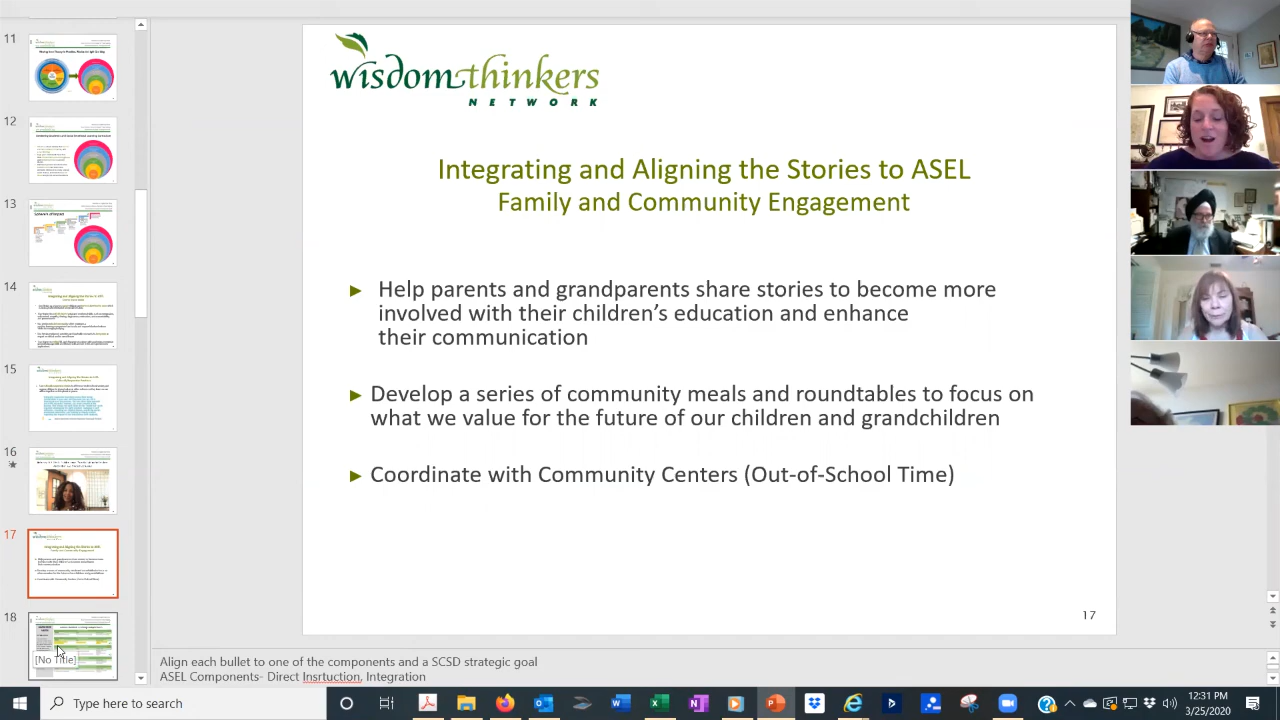 11
12
13
14
15
16
17
18
[No Title]
wisdomthinkers
NETWORK
Integrating and Aligning the Stories to ASEL
Family and Community Engagement
► Help parents and grandparents share stories to become more
involved with their children's education and enhance
their communication
► Develop a series of community meals and roundtables to focus on
what we value for the future of our children and grandchildren
► Coordinate with Community Centers (Out-of-School Time)
17
Align each bullet to one of the components and a SCSD strategic goal
ASEL Components- Direct Insrtuction, Integration
Type here to search
12:31 PM
3/25/2020